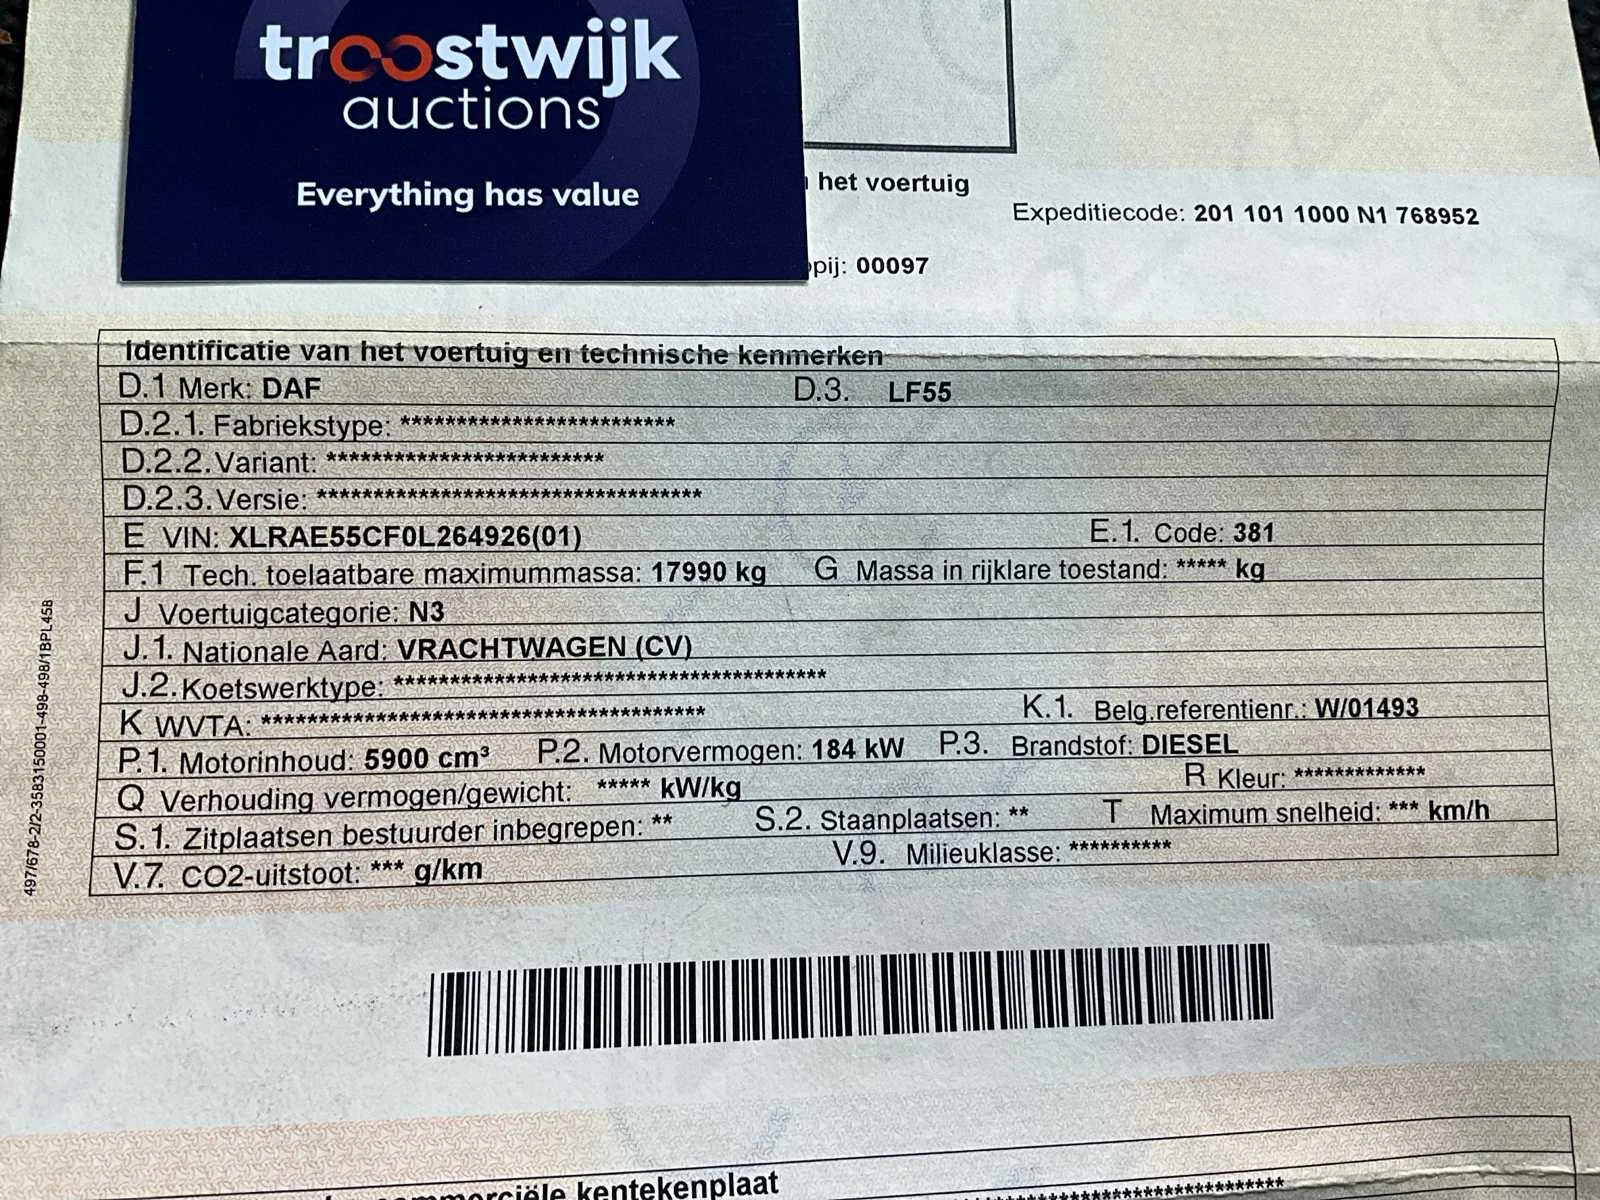 troostwijk
auctions
Everything has value
het voertuig
Expeditiecode: 201 101 1000 N1 768952
pij: 00097
Identificatie van het voertuig en technische kenmerken
D.1 Merk: DAF D.3. LF55
D.2.1. Fabriekstype: ************************
D.2.2. Variant: ************************
D.2.3. Versie: **********************************
E VIN: XLRAE55CF0L264926(01) E.1. Code: 381
F.1 Tech. toelaatbare maximummassa: 17990 kg G Massa in rijklare toestand: ***** kg
J Voertuigcategorie: N3
J.1. Nationale Aard: VRACHTWAGEN (CV)
J.2. Koetswerktype: **************************************
K WVTA: *************************************** K.1. Belg.referentienr.: W/01493
P.1. Motorinhoud: 5900 cm³ P.2. Motorvermogen: 184 kW P.3. Brandstof: DIESEL
Q Verhouding vermogen/gewicht: ***** kW/kg R Kleur: *************
S.1. Zitplaatsen bestuurder inbegrepen: ** S.2. Staanplaatsen: ** T Maximum snelheid: *** km/h
V.7. CO2-uitstoot: *** g/km V.9. Milieuklasse: **********
497/678-2/2-3583150001-498-498/1BPL458
kentekenplaat